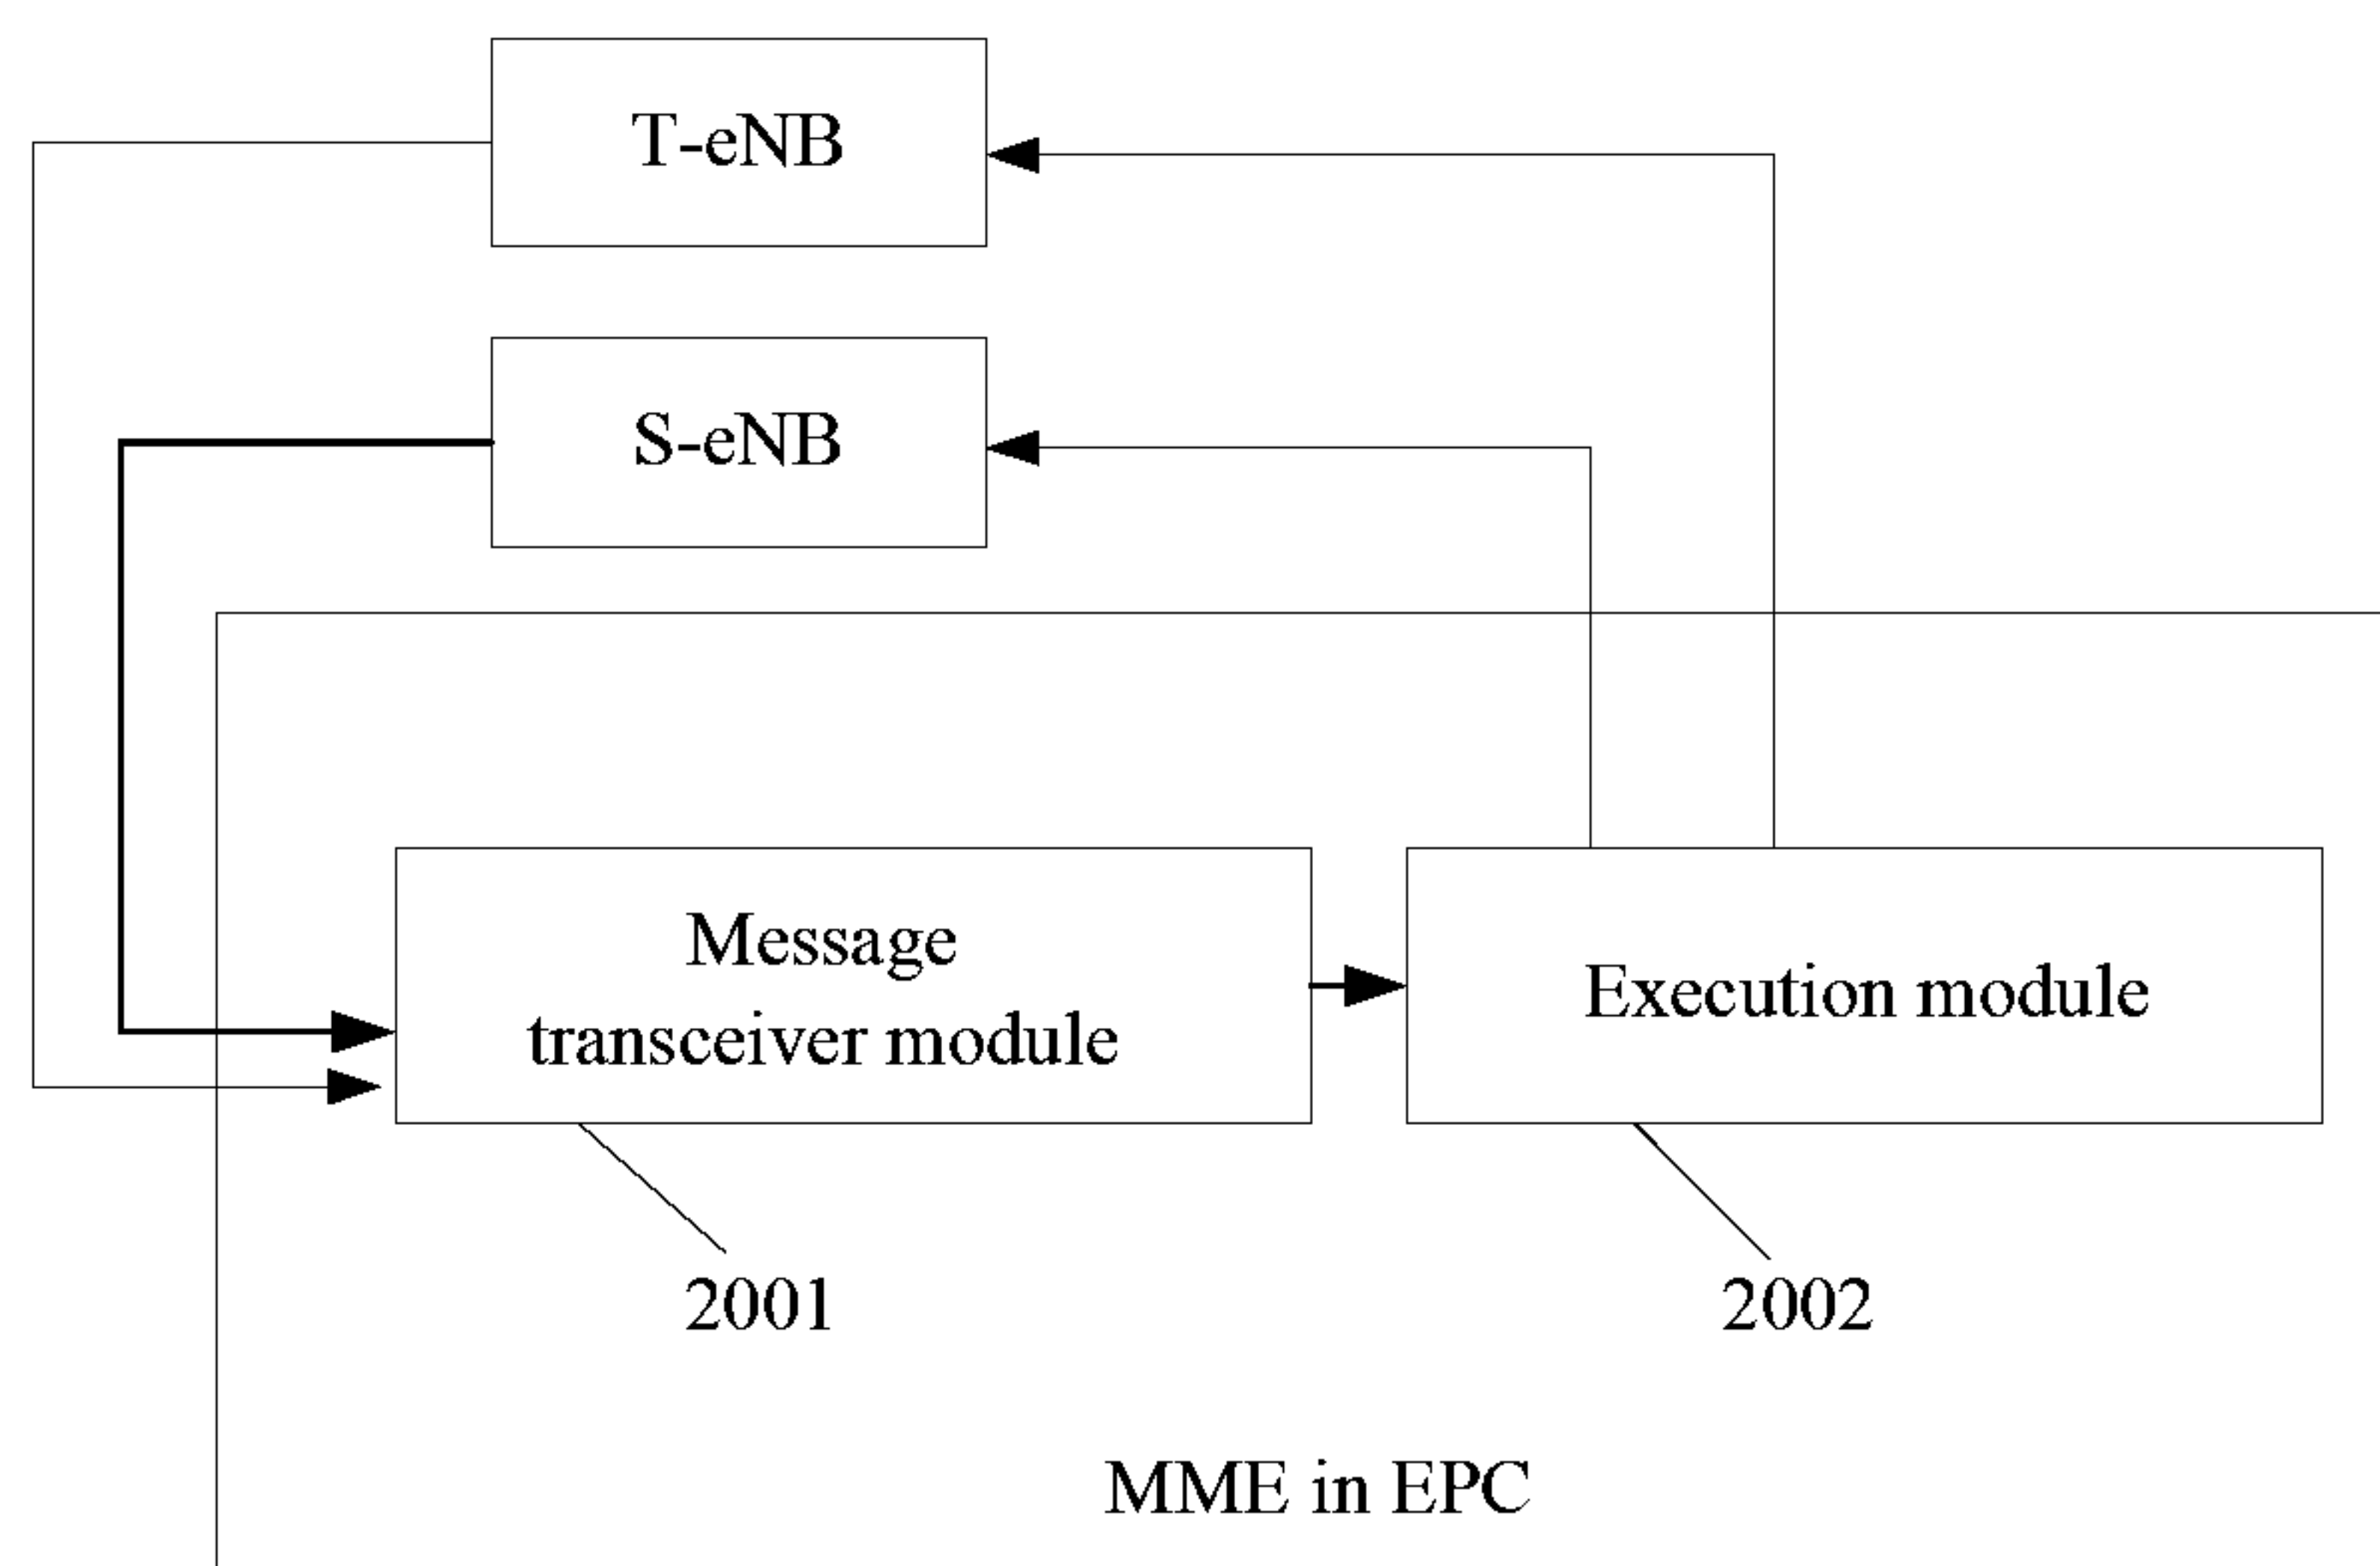 T-eNB
S-eNB
Message
transceiver module
Execution module
2001
2002
MME in EPC